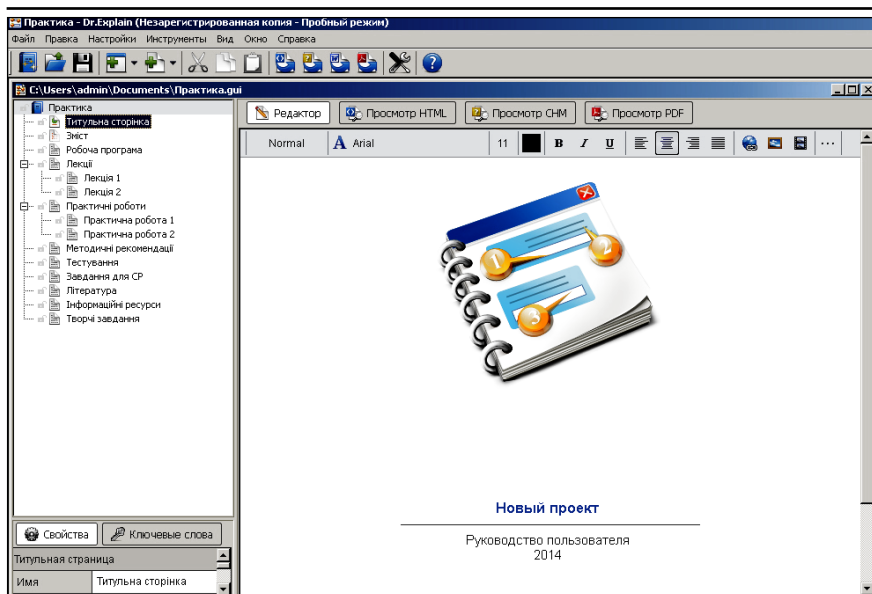 Практика - Dr.Explain (Незарегистрированная копия - Пробный режим)
Файл Правка Настройки Инструменты Вид Окно Справка
C:\Users\admin\Documents\Практика.gui
Практика
Титульна сторінка
Зміст
Робоча програма
Лекції
Лекція 1
Лекція 2
Практичні роботи
Практична робота 1
Практична робота 2
Методичні рекомендації
Тестування
Завдання для СР
Література
Інформаційні ресурси
Творчі завдання
Редактор Просмотр HTML Просмотр CHM Просмотр PDF
Normal A Arial 11 B I U ...
1
2
3
Новый проект
Руководство пользователя
2014
Свойства Ключевые слова
Титульная страница
Имя Титульна сторінка